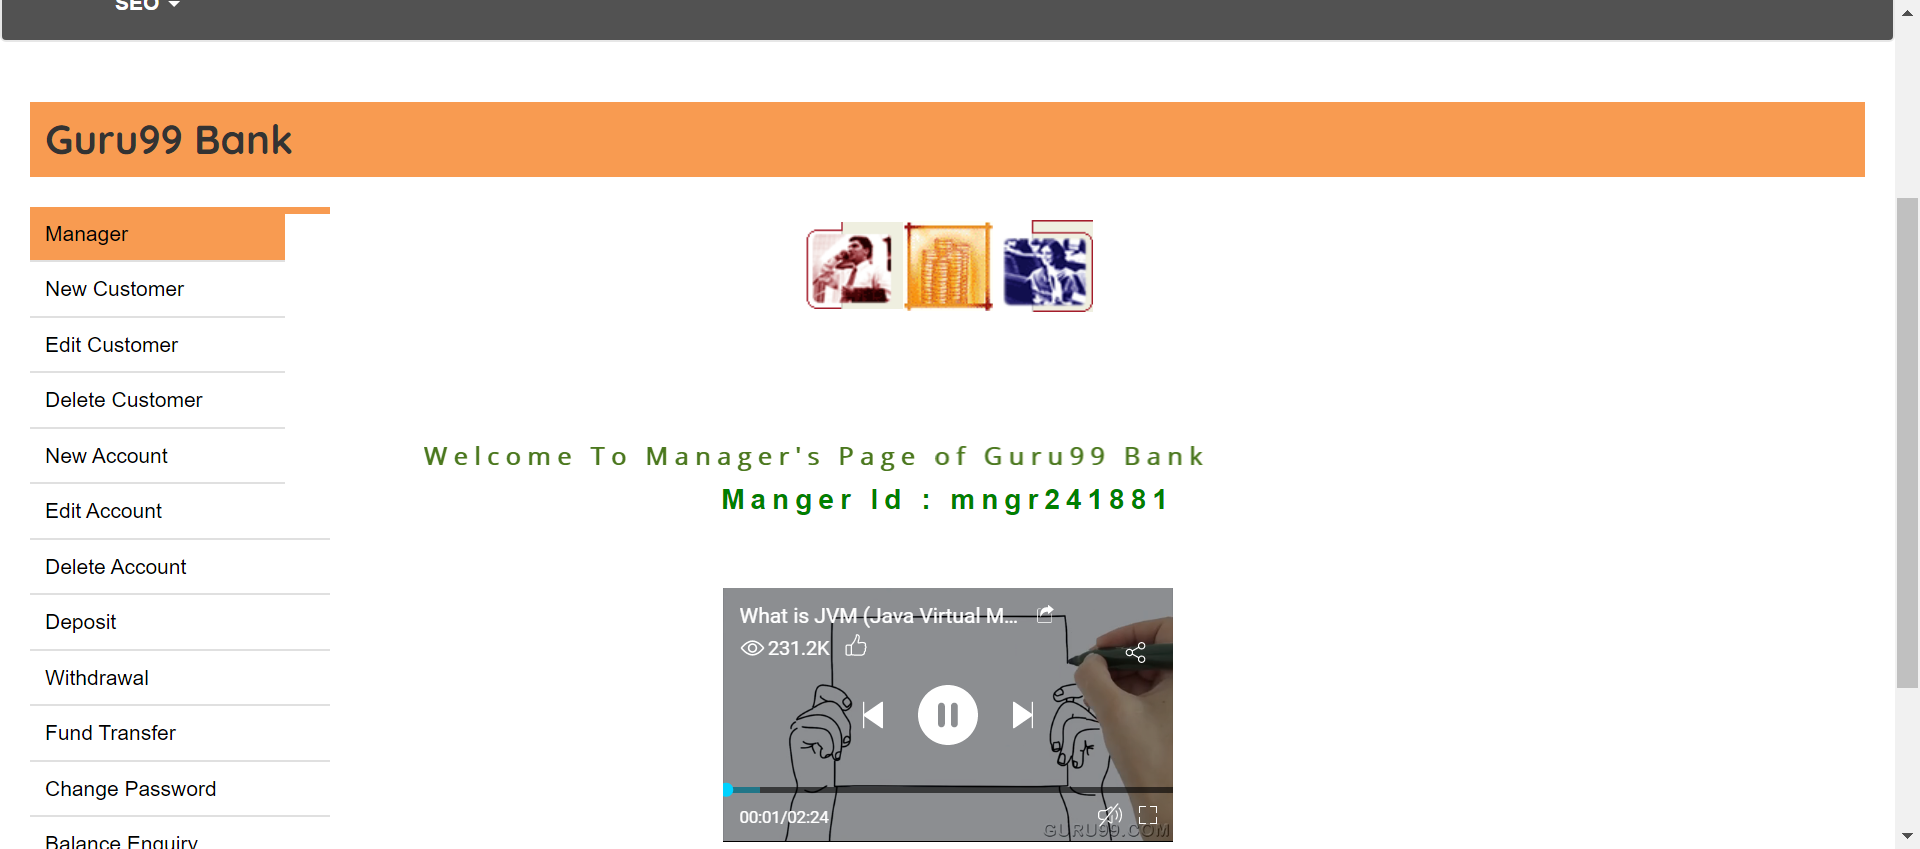 SEO
Guru99 Bank
Manager
New Customer
Edit Customer
Delete Customer
New Account
Edit Account
Delete Account
Deposit
Withdrawal
Fund Transfer
Change Password
Balance Enquiry
Welcome To Manager's Page of Guru99 Bank
Manger Id : mngr241881
What is JVM (Java Virtual M...
231.2K
00:01/02:24
GURU99.COM